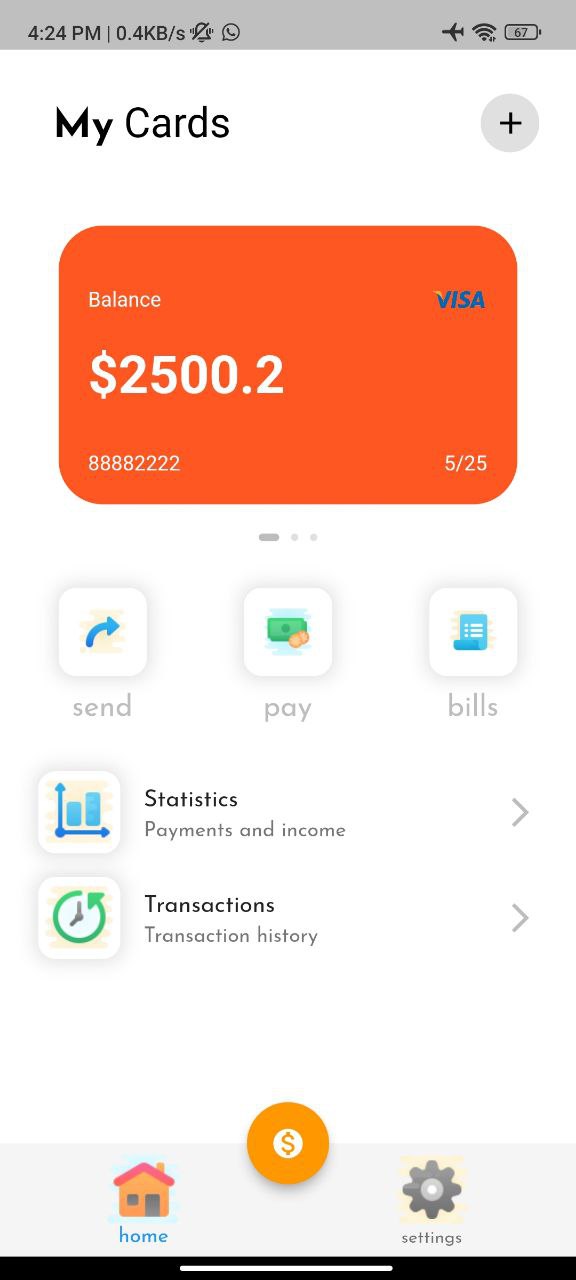 4:24 PM | 0.4KB/s
67
My Cards
Balance
VISA
$2500.2
88882222
5/25
send
pay
bills
Statistics
Payments and income
Transactions
Transaction history
$
home
settings